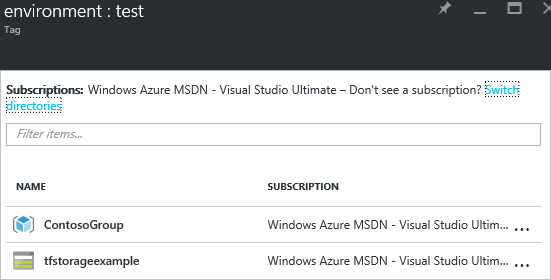 environment : test
Tag
Subscriptions: Windows Azure MSDN - Visual Studio Ultimate – Don't see a subscription? Switch
directories
Filter items...
NAME SUBSCRIPTION
ContosoGroup Windows Azure MSDN - Visual Studio Ultim... ...
tfstorageexample Windows Azure MSDN - Visual Studio Ultim... ...